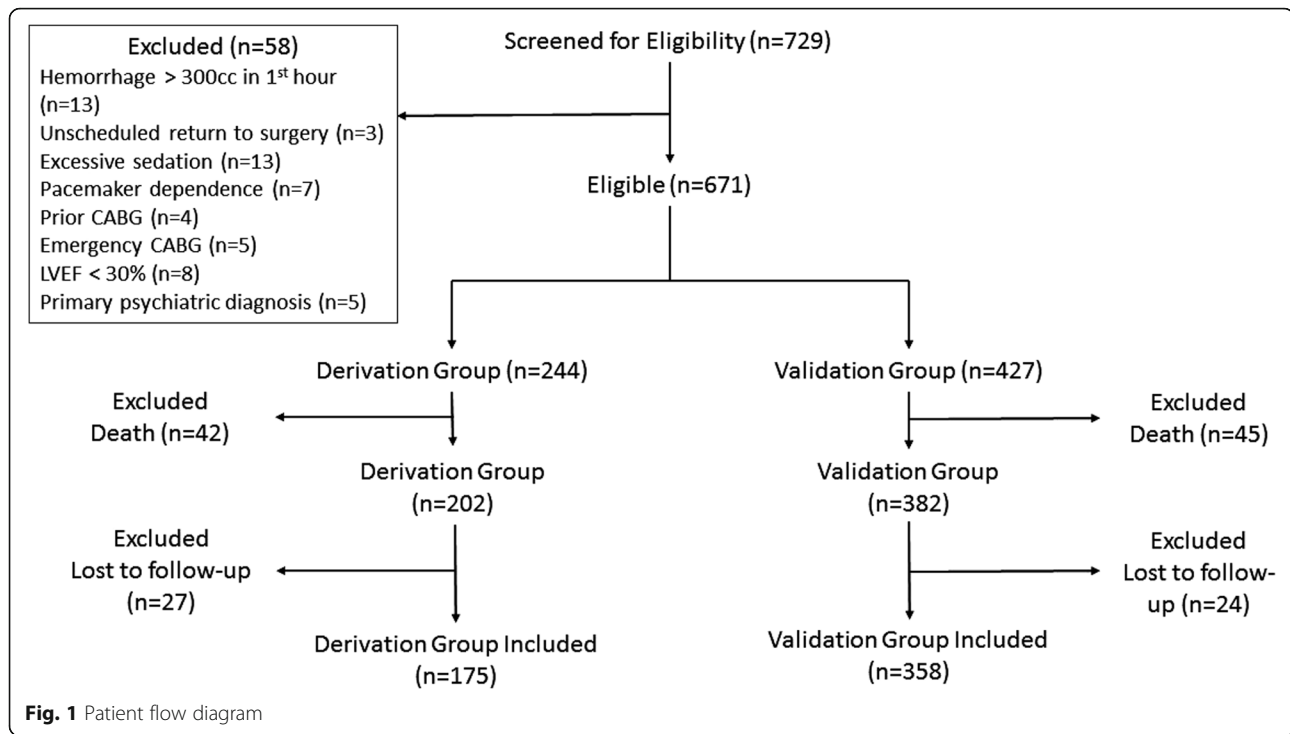 Excluded (n=58)
Hemorrhage > 300cc in 1st hour
(n=13)
Unscheduled return to surgery (n=3)
Excessive sedation (n=13)
Pacemaker dependence (n=7)
Prior CABG (n=4)
Emergency CABG (n=5)
LVEF < 30% (n=8)
Primary psychiatric diagnosis (n=5)
Screened for Eligibility (n=729)
Eligible (n=671)
Derivation Group (n=244)
Validation Group (n=427)
Excluded
Death (n=42)
Excluded
Death (n=45)
Derivation Group
(n=202)
Validation Group
(n=382)
Excluded
Lost to follow-up
(n=27)
Excluded
Lost to follow-
up (n=24)
Derivation Group Included
(n=175)
Validation Group Included
(n=358)
Fig. 1 Patient flow diagram